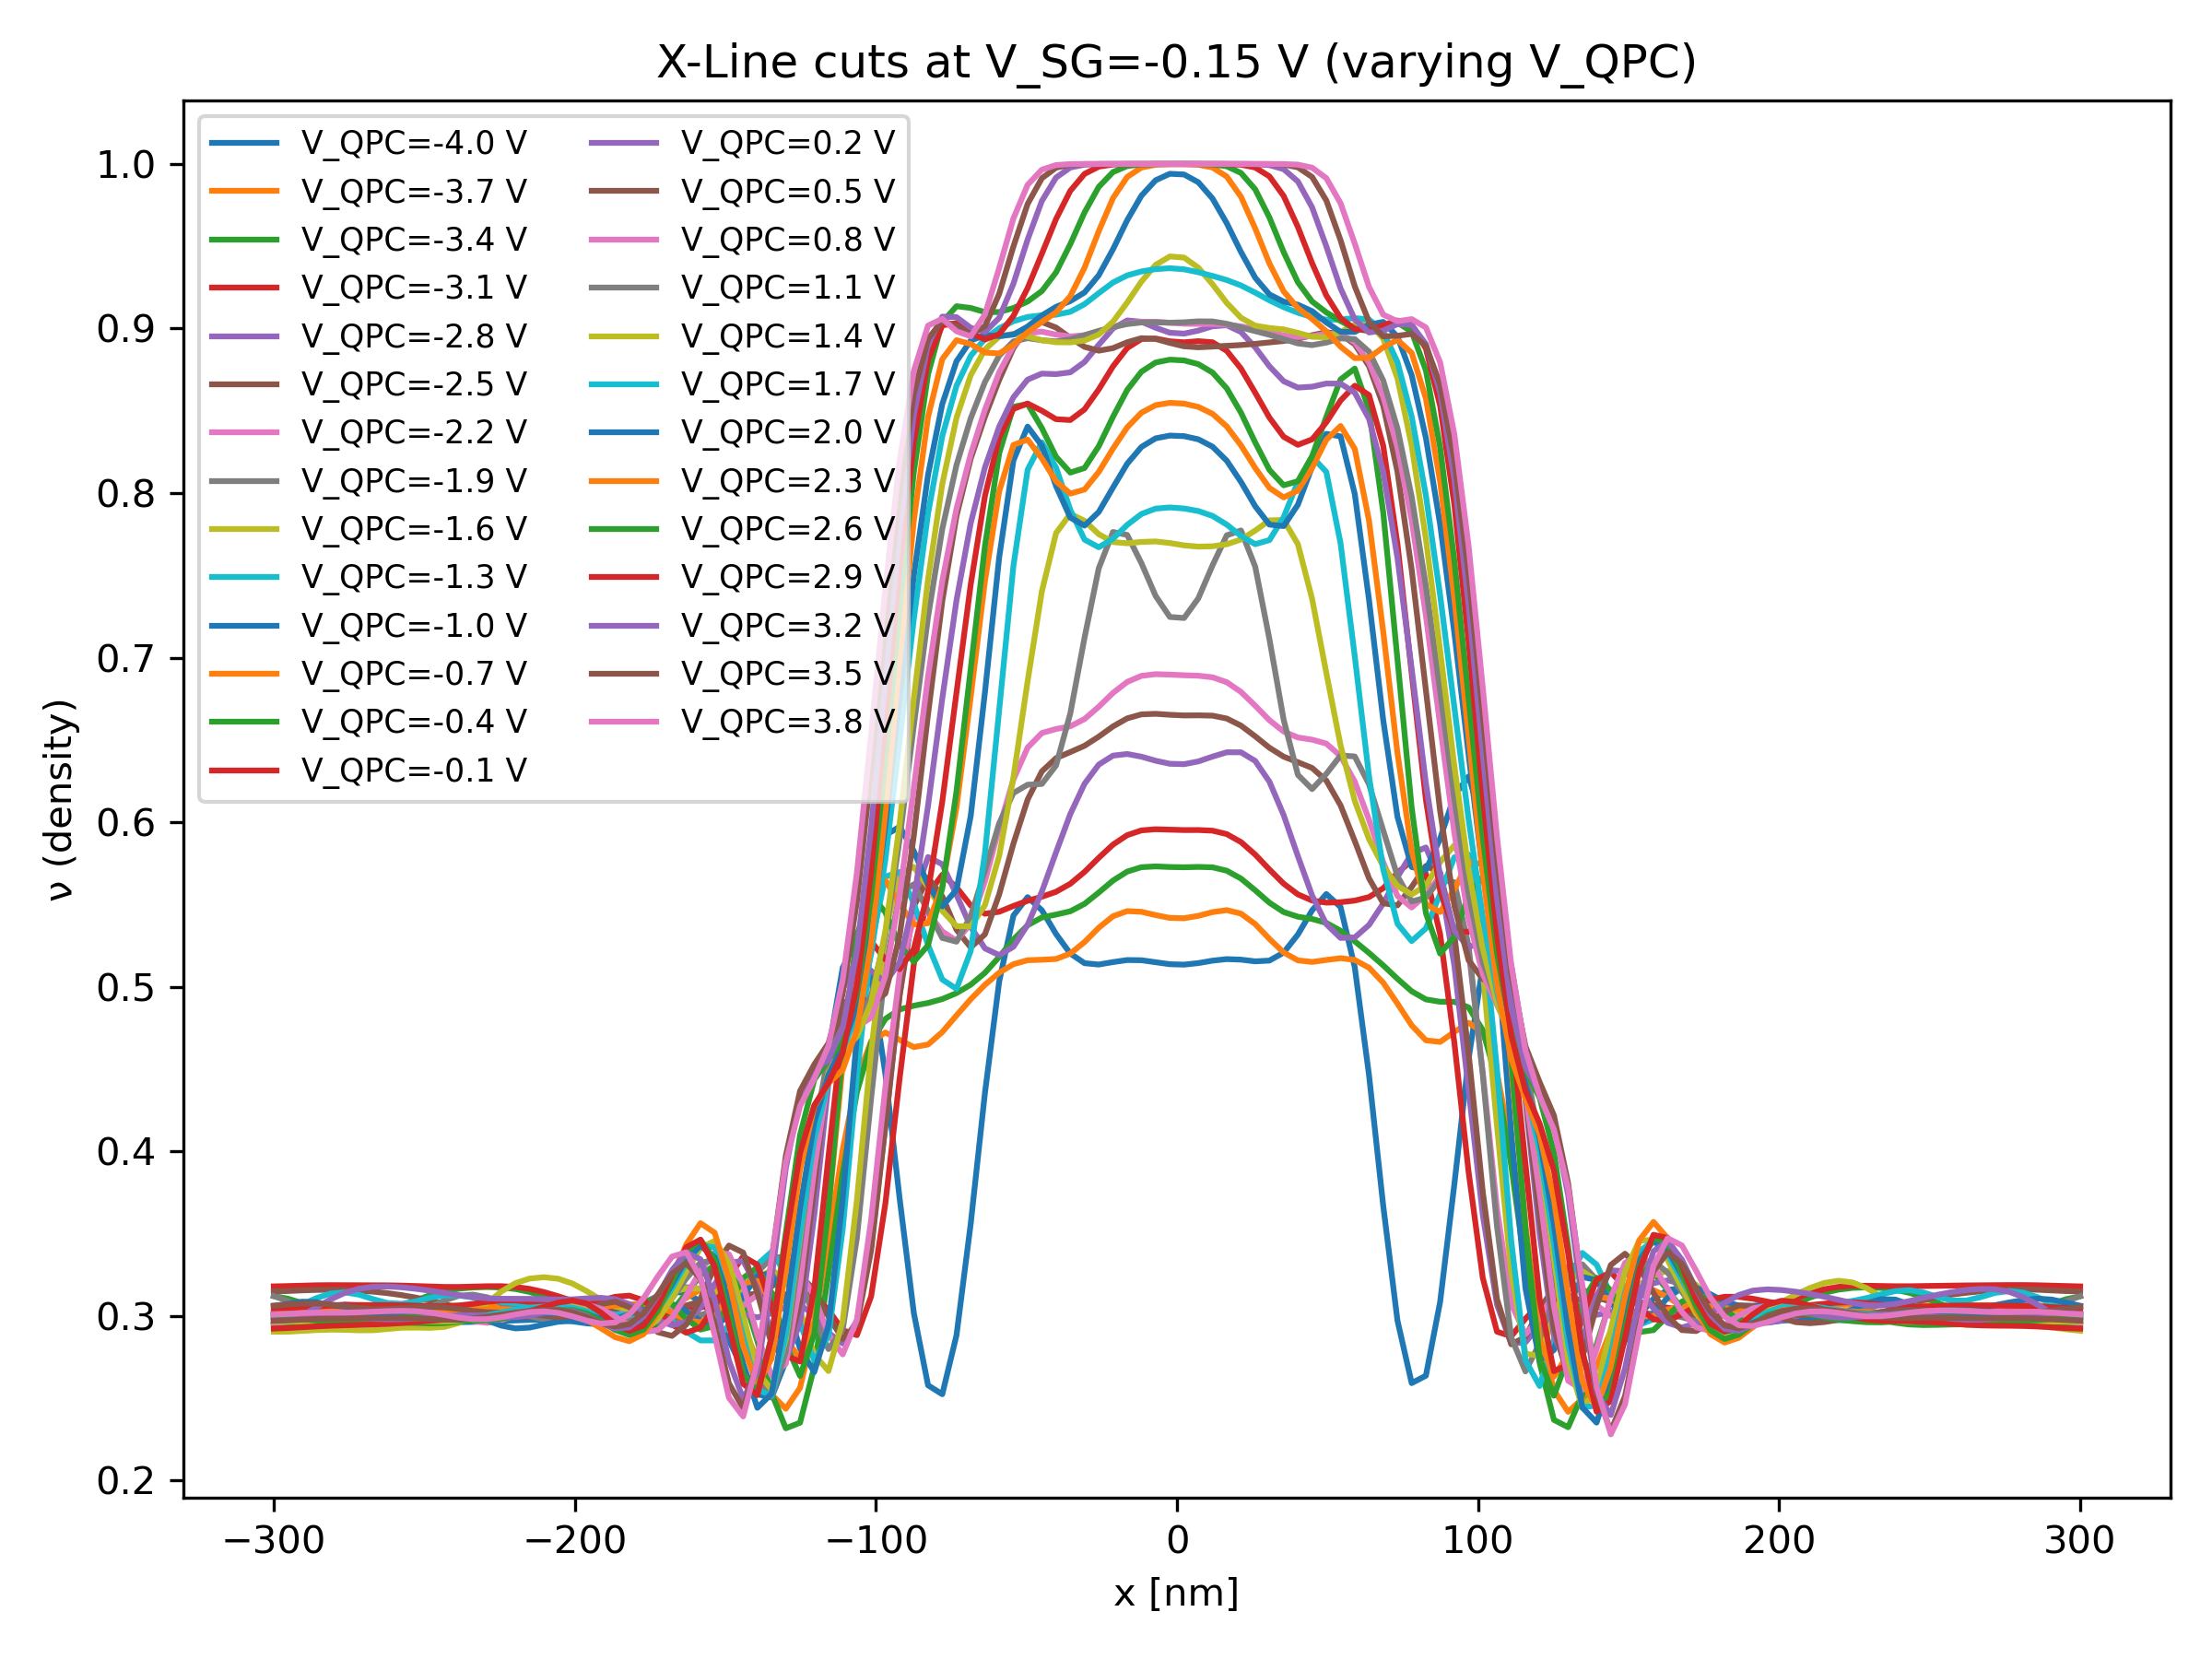 X-Line cuts at V_SG=-0.15 V (varying V_QPC)
V_QPC=-4.0 V
V_QPC=-3.7 V
V_QPC=-3.4 V
V_QPC=-3.1 V
V_QPC=-2.8 V
V_QPC=-2.5 V
V_QPC=-2.2 V
V_QPC=-1.9 V
V_QPC=-1.6 V
V_QPC=-1.3 V
V_QPC=-1.0 V
V_QPC=-0.7 V
V_QPC=-0.4 V
V_QPC=-0.1 V
V_QPC=0.2 V
V_QPC=0.5 V
V_QPC=0.8 V
V_QPC=1.1 V
V_QPC=1.4 V
V_QPC=1.7 V
V_QPC=2.0 V
V_QPC=2.3 V
V_QPC=2.6 V
V_QPC=2.9 V
V_QPC=3.2 V
V_QPC=3.5 V
V_QPC=3.8 V
ν (density)
1.0
0.9
0.8
0.7
0.6
0.5
0.4
0.3
0.2
−300
−200
−100
0
100
200
300
x [nm]